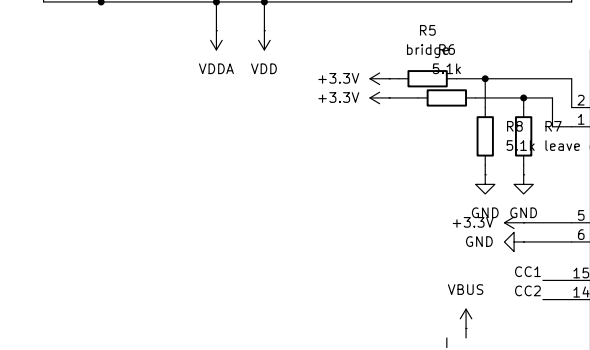 R5
bridge
R6
5.1k
VDDA
VDD
+3.3V
+3.3V
2
1
R8
5.1k
R7
leave
GND
GND
+3.3V
5
GND
6
CC1
15
CC2
14
VBUS